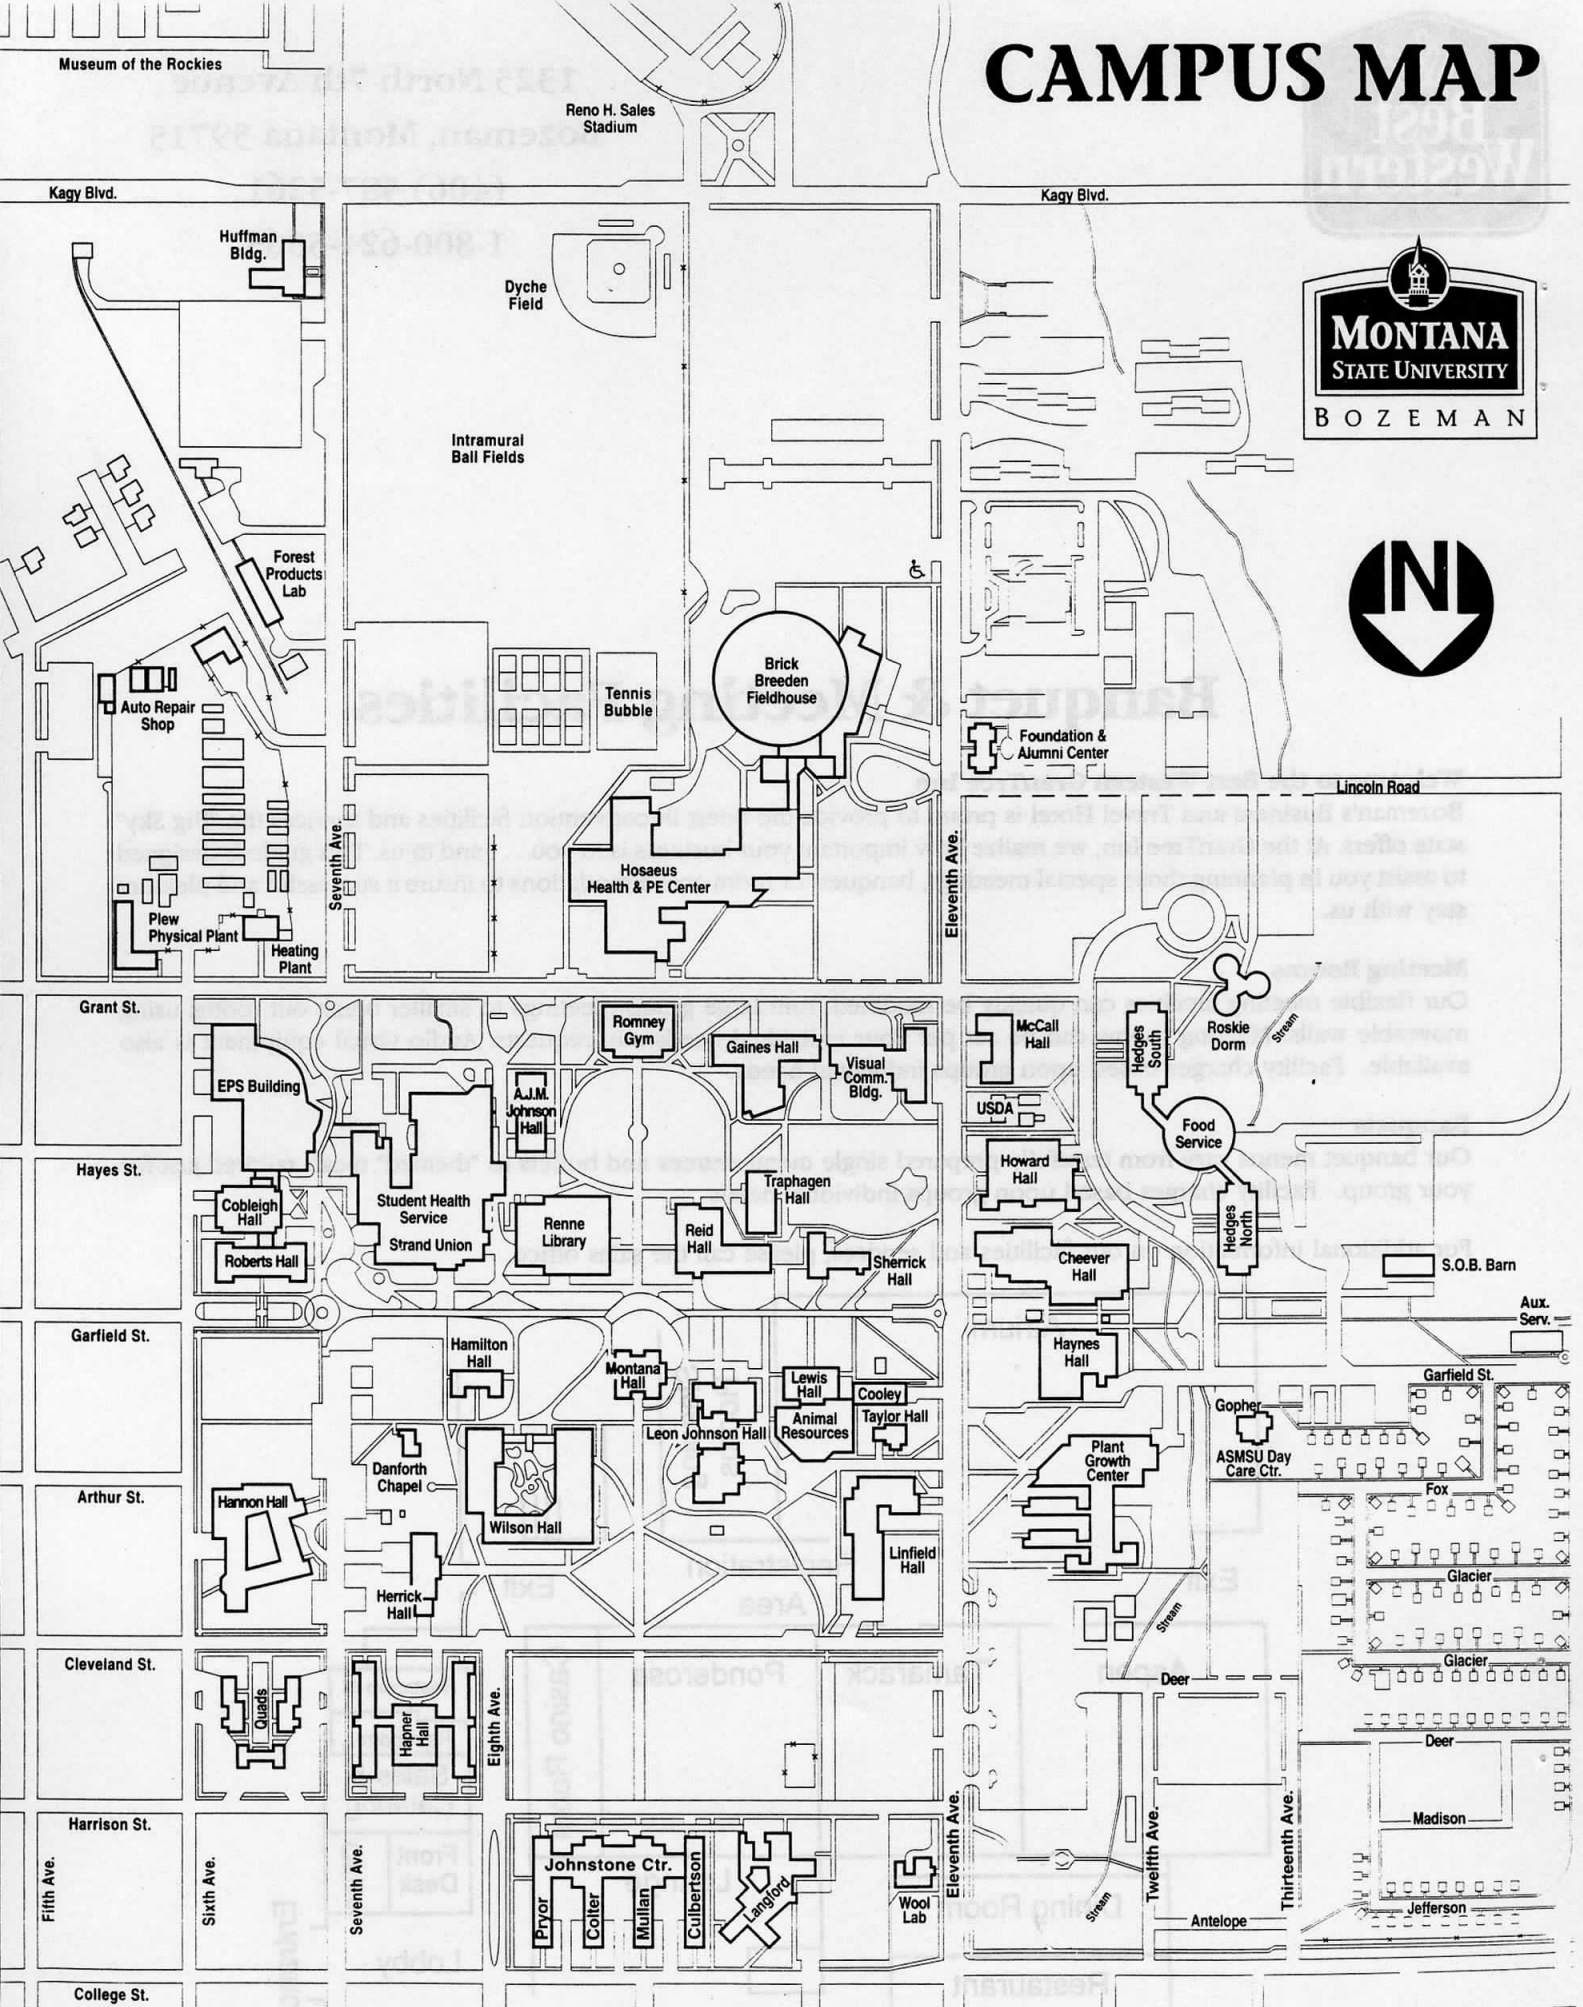 CAMPUS MAP
Museum of the Rockies
Reno H. Sales
Stadium
Kagy Blvd.
Kagy Blvd.
Huffman
Bldg.
Dyche
Field
MONTANA
STATE UNIVERSITY
BOZEMAN
Intramural
Ball Fields
N
Forest
Products
Lab
Brick
Breeden
Fieldhouse
Tennis
Bubble
Auto Repair
Shop
Foundation &
Alumni Center
Lincoln Road
Seventh Ave.
Eleventh Ave.
Hosaeus
Health & PE Center
Plew
Physical Plant
Heating
Plant
Grant St.
Romney
Gym
McCall
Hall
Hedges
South
Roskie
Dorm
Stream
Gaines Hall
Visual
Comm.
Bldg.
EPS Building
A.J.M.
Johnson
Hall
USDA
Food
Service
Hayes St.
Howard
Hall
Traphagen
Hall
Cobleigh
Hall
Student Health
Service
Strand Union
Renne
Library
Reid
Hall
Hedges
North
Roberts Hall
Sherrick
Hall
Cheever
Hall
S.O.B. Barn
Aux.
Serv.
Garfield St.
Hamilton
Hall
Montana
Hall
Haynes
Hall
Garfield St.
Lewis
Hall
Cooley
Leon Johnson Hall
Animal
Resources
Taylor Hall
Gopher
ASMSU Day
Care Ctr.
Plant
Growth
Center
Danforth
Chapel
Fox
Arthur St.
Hannon Hall
Wilson Hall
Linfield
Hall
Glacier
Herrick
Hall
Stream
Cleveland St.
Glacier
Deer
Quads
Hapner
Hall
Eighth Ave.
Deer
Harrison St.
Madison
Fifth Ave.
Sixth Ave.
Seventh Ave.
Johnstone Ctr.
Pryor
Colter
Mullan
Culbertson
Langford
Wool
Lab
Eleventh Ave.
Stream
Twelfth Ave.
Antelope
Thirteenth Ave.
Jefferson
College St.